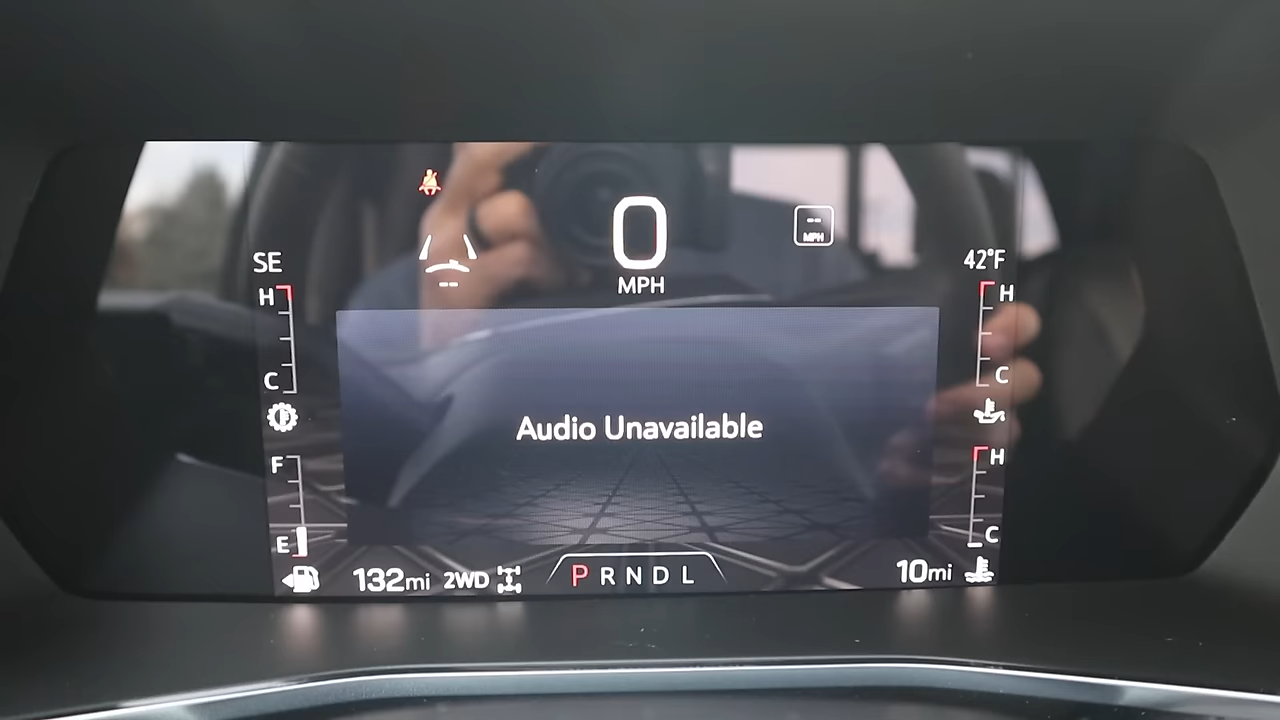 0
MPH
--
MPH
--
SE
42°F
H
C
H
C
Audio Unavailable
F
E
H
C
132mi
2WD
P R N D L
10mi